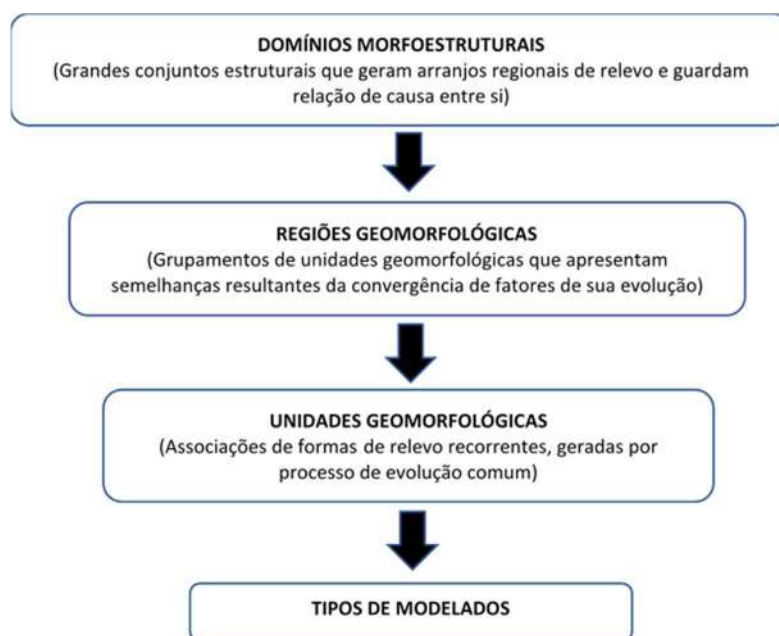 DOMÍNIOS MORFOESTRUTURAIS
(Grandes conjuntos estruturais que geram arranjos regionais de relevo e guardam
relação de causa entre si)
REGIÕES GEOMORFOLÓGICAS
(Grupamentos de unidades geomorfológicas que apresentam
semelhanças resultantes da convergência de fatores de sua evolução)
UNIDADES GEOMORFOLÓGICAS
(Associações de formas de relevo recorrentes, geradas por
processo de evolução comum)
TIPOS DE MODELADOS